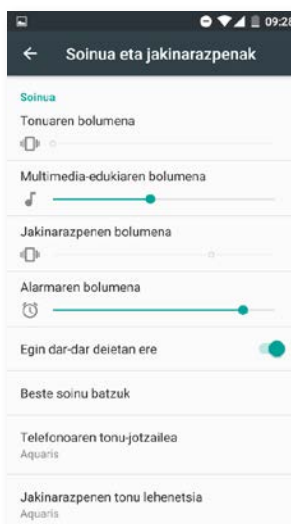 09:28
Soinua eta jakinarazpenak
Soinua
Tonuaren bolumena
Multimedia-edukiaren bolumena
Jakinarazpenen bolumena
Alarmaren bolumena
Egin dar-dar deietan ere
Beste soinu batzuk
Telefonoaren tonu-jotzailea
Aquaris
Jakinarazpenen tonu lehenetsia
Aquaris